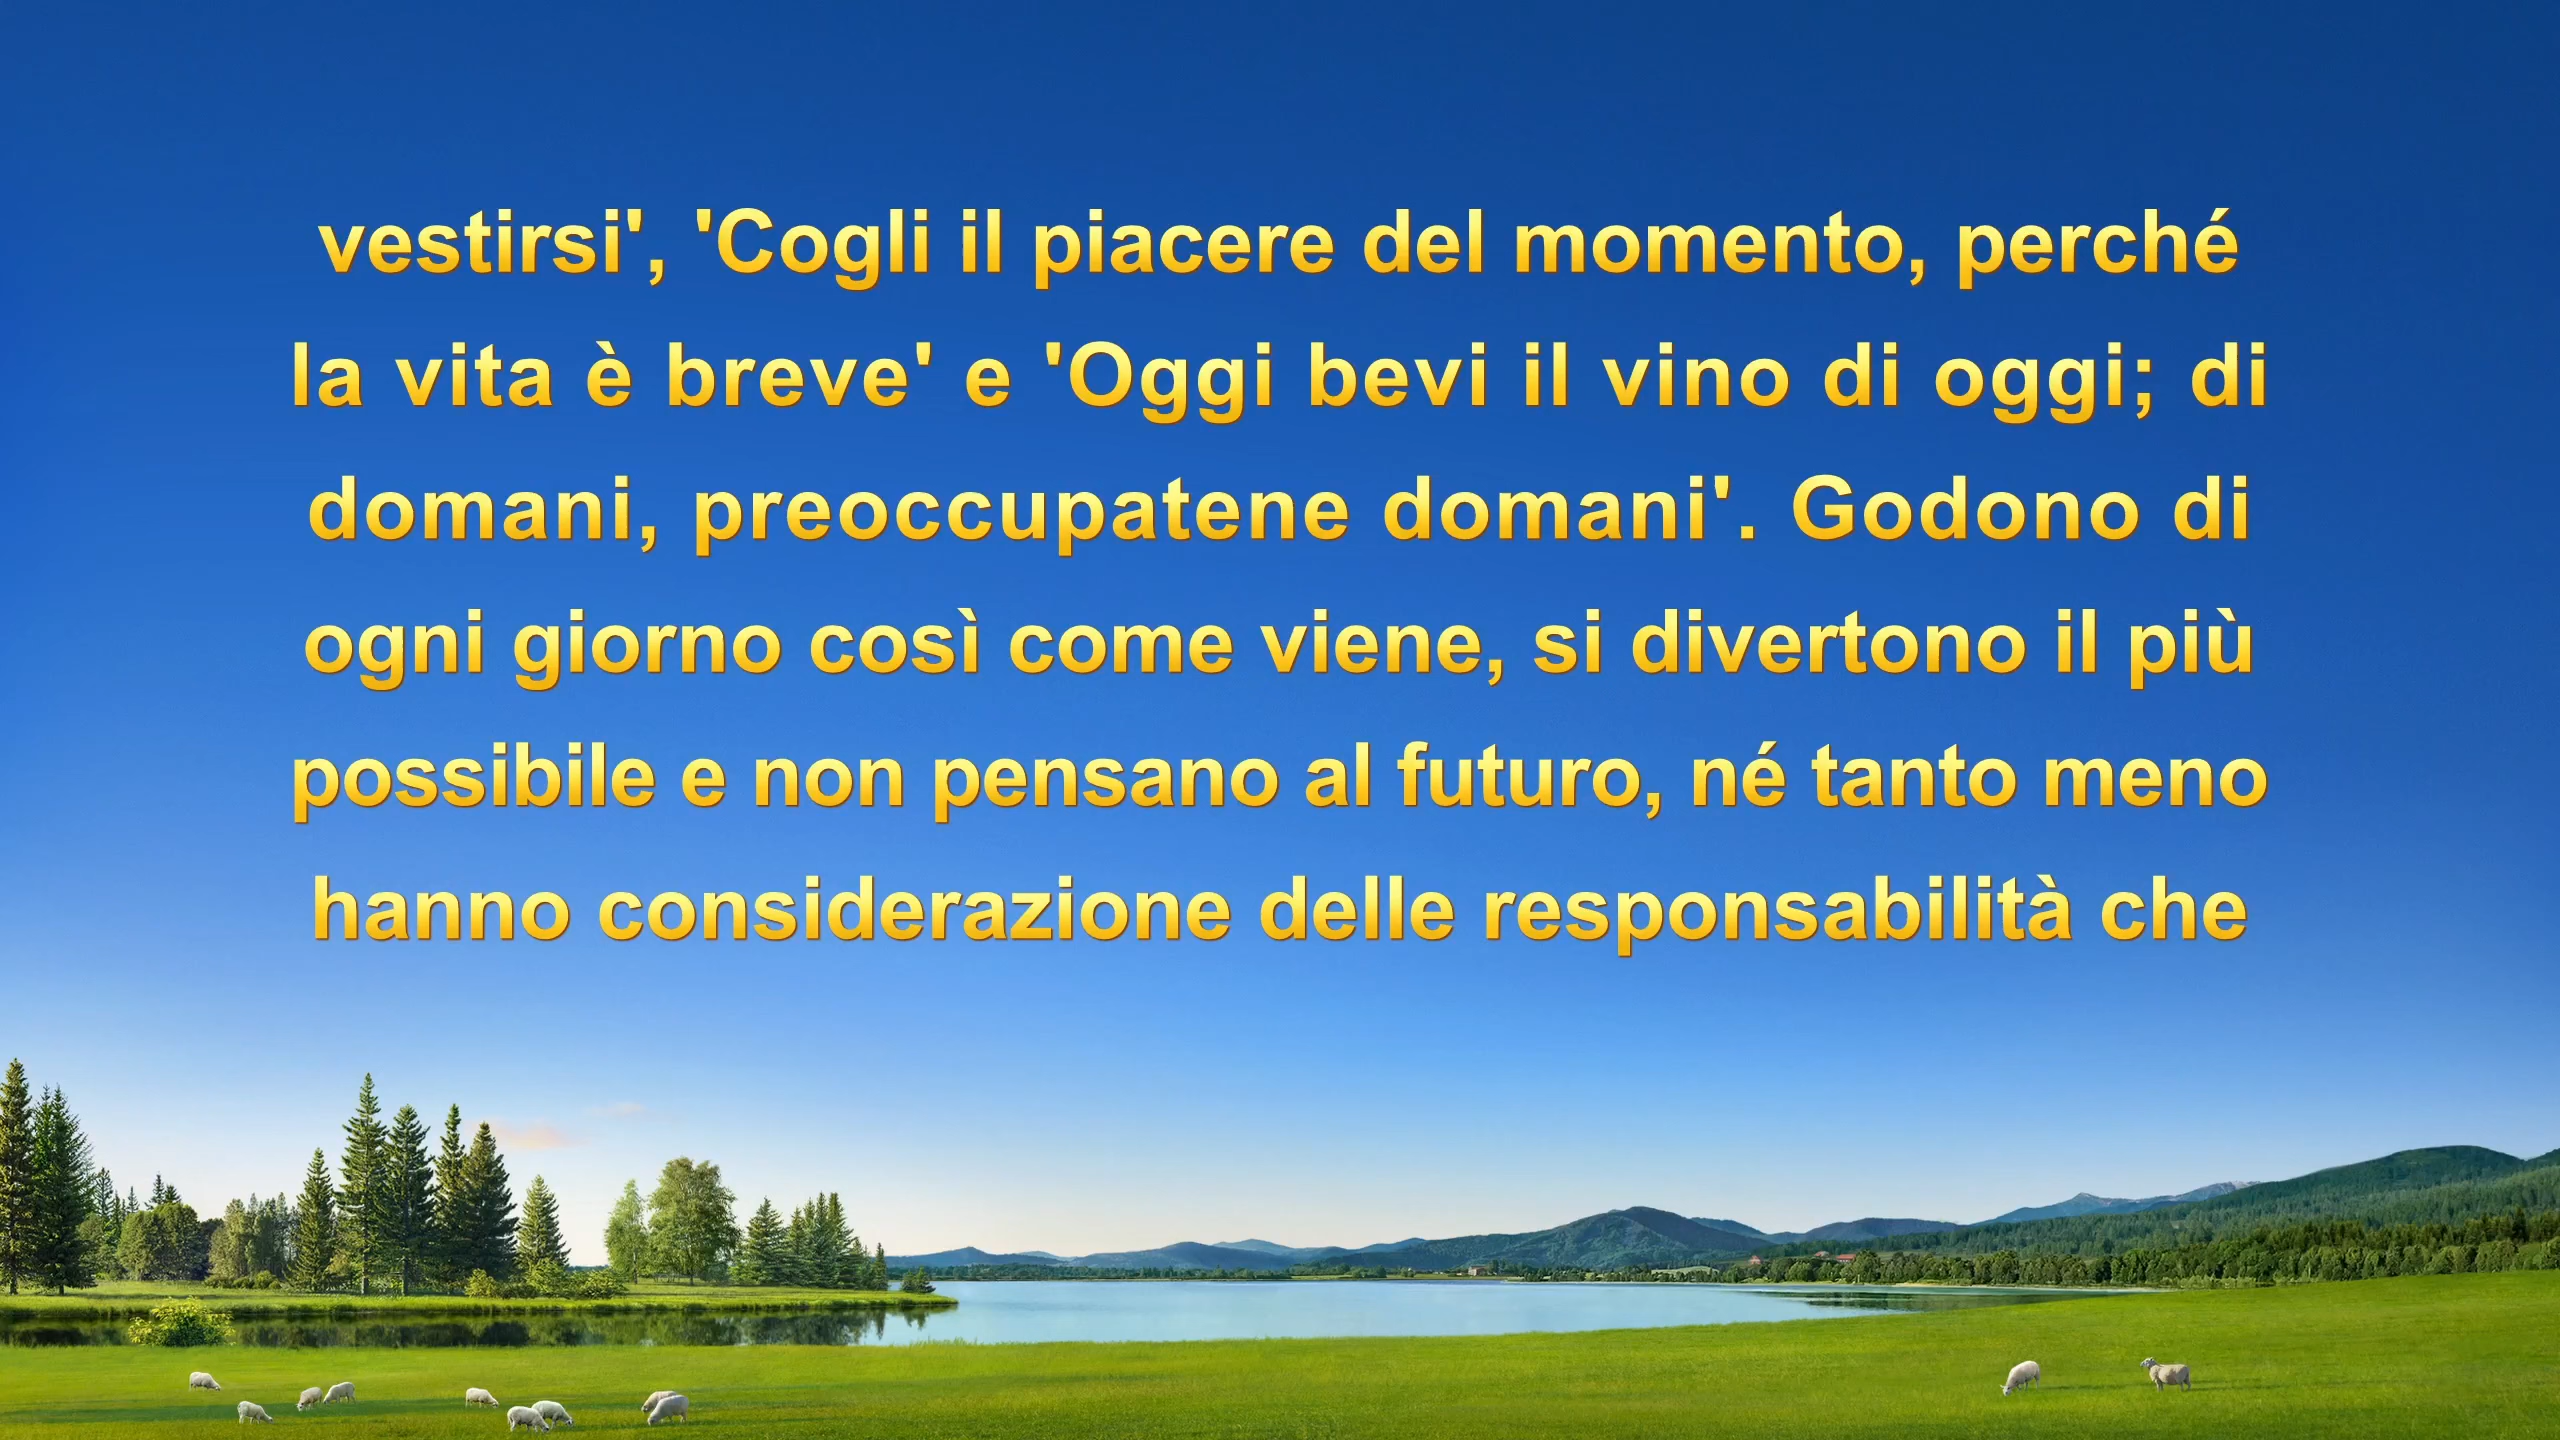 vestirsi', 'Cogli il piacere del momento, perché
la vita è breve' e 'Oggi bevi il vino di oggi; di
domani, preoccupatene domani'. Godono di
ogni giorno così come viene, si divertono il più
possibile e non pensano al futuro, né tanto meno
hanno considerazione delle responsabilità che